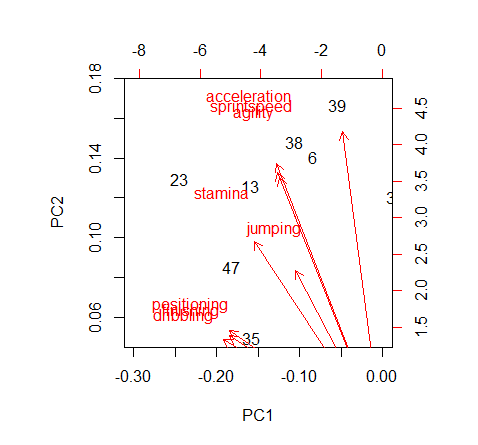 -8 -6 -4 -2 0
acceleration
sprintspeed
agility
39
38
6
23
13
stamina
3
jumping
47
positioning
finishing
dribbling
35
0.06 0.10 0.14 0.18
PC2
1.5 2.0 2.5 3.0 3.5 4.0 4.5
-0.30 -0.20 -0.10 0.00
PC1